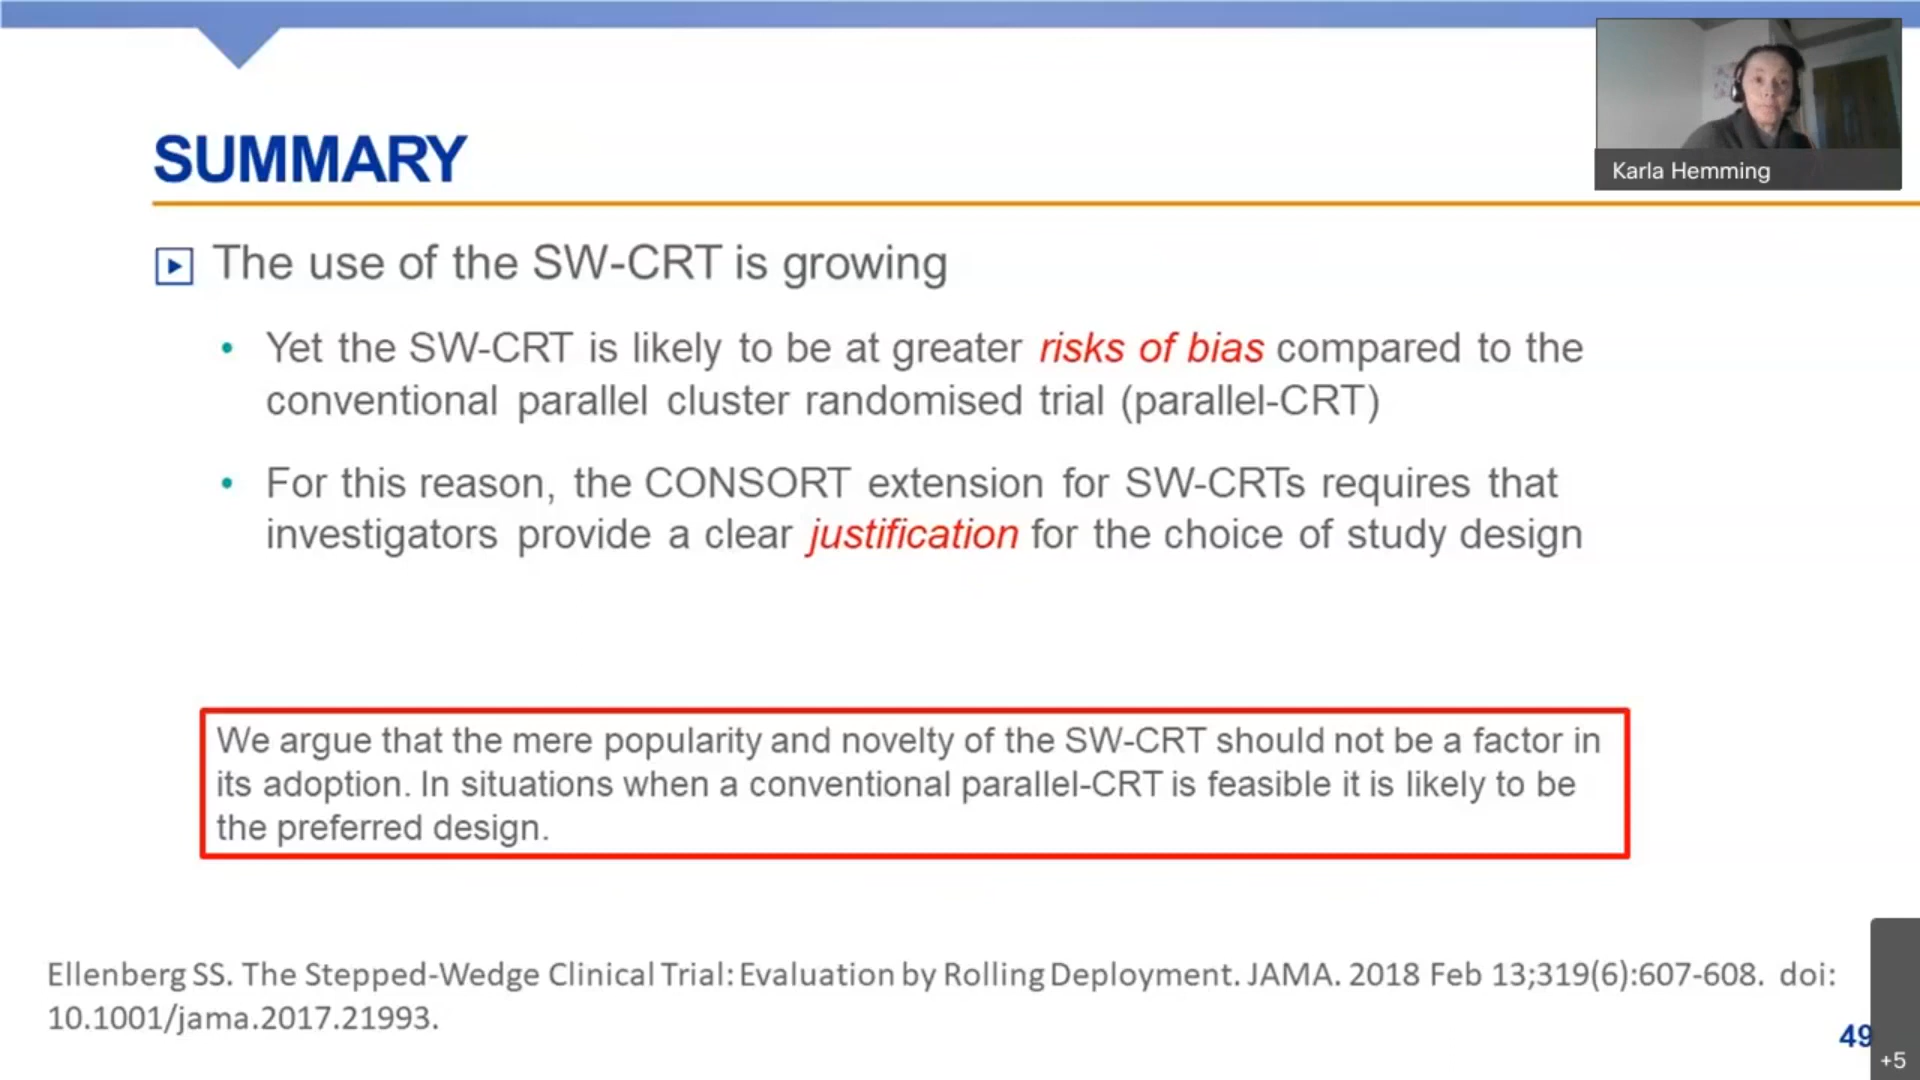 SUMMARY
Karla Hemming
The use of the SW-CRT is growing
• Yet the SW-CRT is likely to be at greater risks of bias compared to the
conventional parallel cluster randomised trial (parallel-CRT)
• For this reason, the CONSORT extension for SW-CRTs requires that
investigators provide a clear justification for the choice of study design
We argue that the mere popularity and novelty of the SW-CRT should not be a factor in
its adoption. In situations when a conventional parallel-CRT is feasible it is likely to be
the preferred design.
Ellenberg SS. The Stepped-Wedge Clinical Trial: Evaluation by Rolling Deployment. JAMA. 2018 Feb 13;319(6):607-608. doi:
10.1001/jama.2017.21993.
49
+5